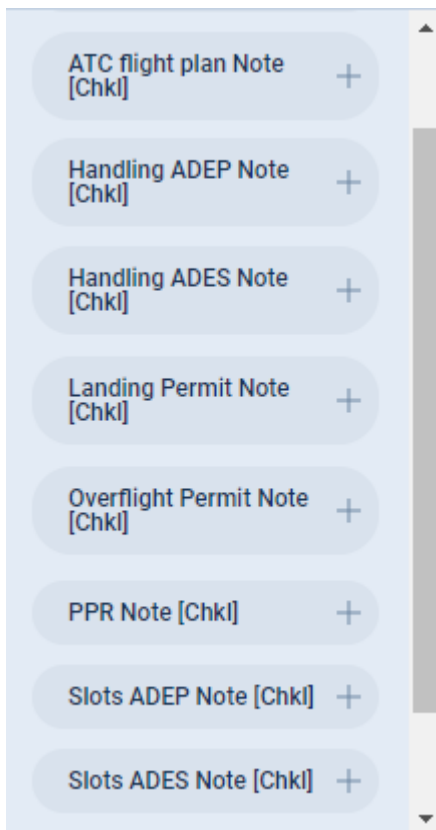 ATC flight plan Note
[Chkl]
Handling ADEP Note
[Chkl]
Handling ADES Note
[Chkl]
Landing Permit Note
[Chkl]
Overflight Permit Note
[Chkl]
PPR Note [Chkl]
Slots ADEP Note [Chkl]
Slots ADES Note [Chkl]